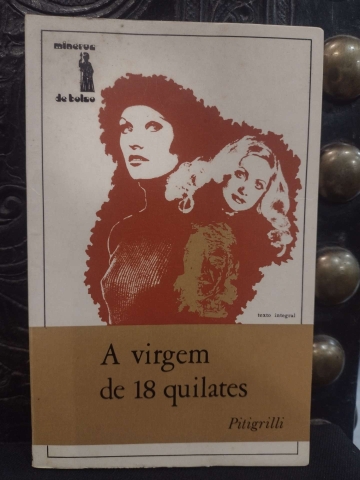 minerva
de bolso
texto integral
A virgem
de 18 quilates
Pitigrilli